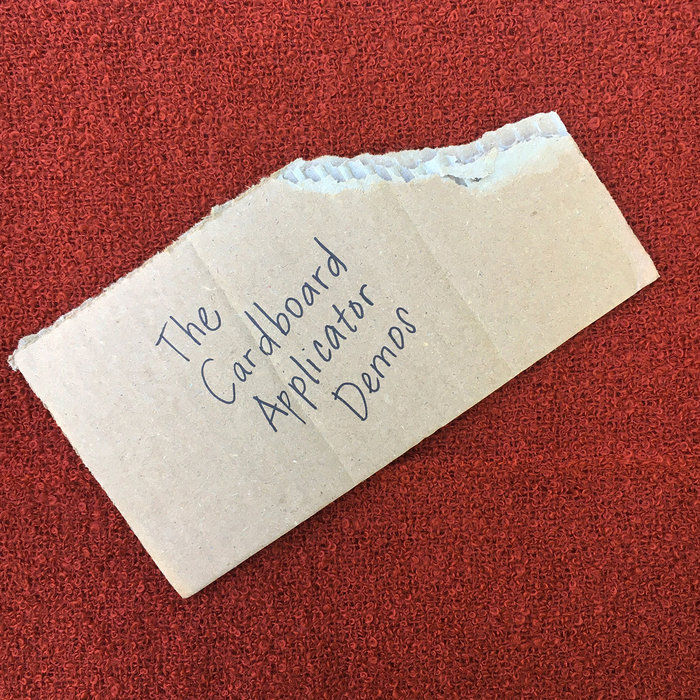 The
Cardboard
Applicator
Demos